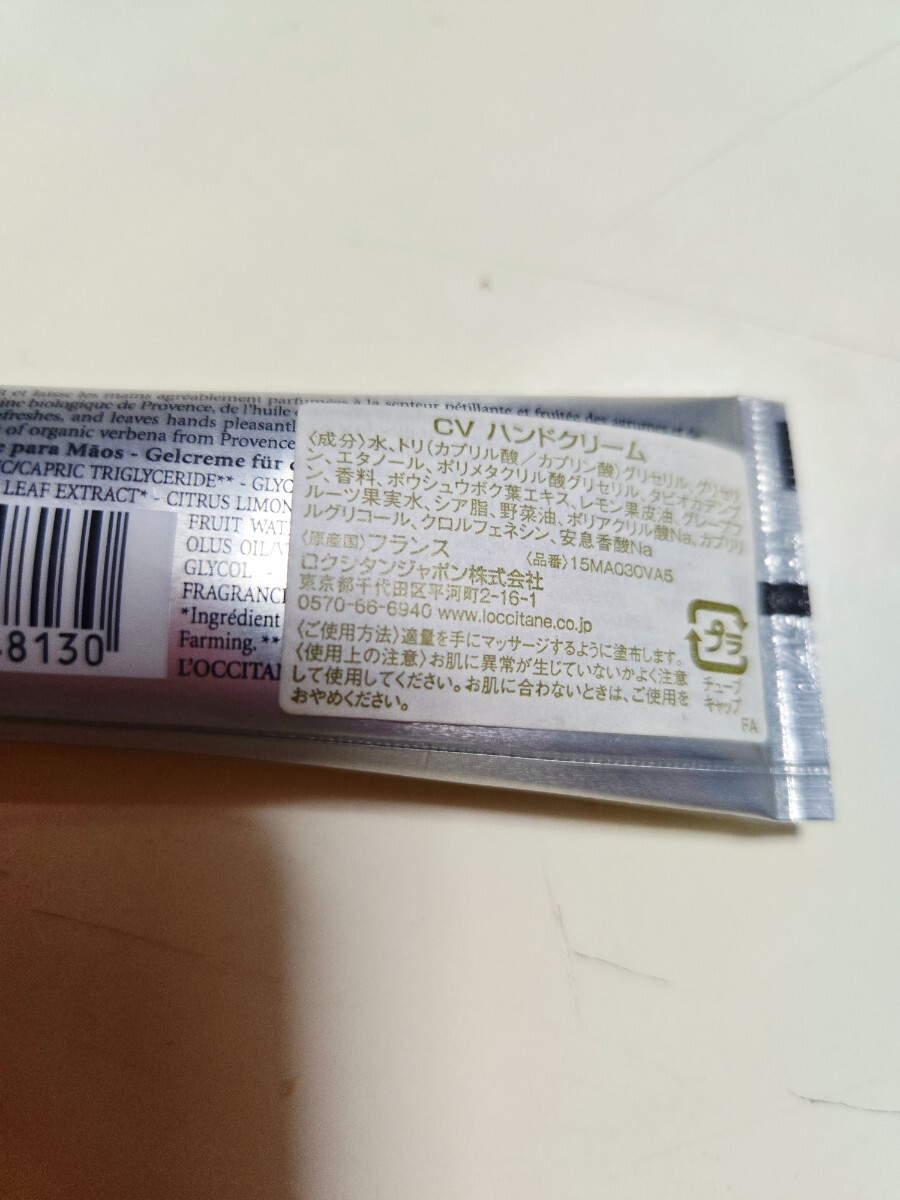 et laisse les mains agréablement parfumées à la senteur pétillante et fruitée des agrumes et
biologique de Provence, de l'huile
refreshes, and leaves hands pleasantly
of organic verbena from Provence
para Mãos - Gelcreme für
C/CAPRIC TRIGLYCERIDE** - GLYC
LEAF EXTRACT* - CITRUS LIMON
FRUIT WAT
OLUS OIL/V
GLYCOL -
FRAGRANC
*Ingrédient
Farming. **
L'OCCITAN
8130
CV ハンドクリーム
〈成分〉水、トリ(カプリル酸/カプリン酸)グリセリル、グリセリ
ン、エタノール、ポリメタクリル酸グリセリル、タピオカデンプ
ン、香料、ボウシュウボク葉エキス、レモン果皮油、グレープフ
ルーツ果実水、シア脂、野菜油、ポリアクリル酸Na、カプリリ
ルグリコール、クロルフェネシン、安息香酸Na
〈原産国〉フランス 〈品番〉15MA030VA5
ロクシタンジャポン株式会社
東京都千代田区平河町2-16-1
0570-66-6940 www.loccitane.co.jp
〈ご使用方法〉適量を手にマッサージするように塗布します。
〈使用上の注意〉お肌に異常が生じていないかよく注意
して使用してください。お肌に合わないときは、ご使用を
おやめください。
プラ
チューブ
キャップ
FA